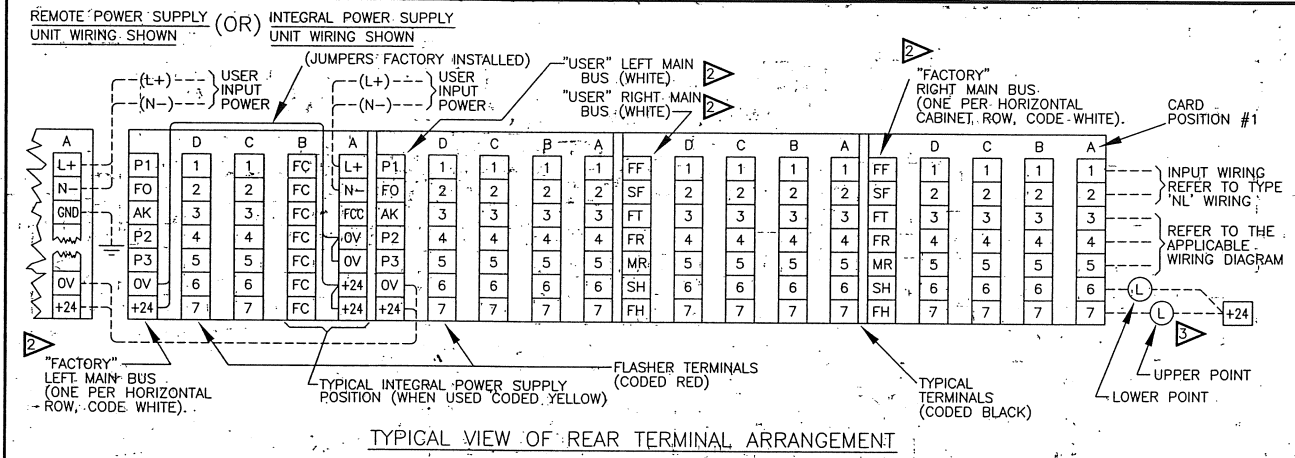 REMOTE POWER SUPPLY UNIT WIRING SHOWN
(OR)
INTEGRAL POWER SUPPLY UNIT WIRING SHOWN
(JUMPERS FACTORY INSTALLED)
(L+)
(N-)
USER INPUT POWER
(L+)
(N-)
USER INPUT POWER
"USER" LEFT MAIN BUS (WHITE)
2
"USER" RIGHT MAIN BUS (WHITE)
2
2
"FACTORY"
RIGHT MAIN BUS
(ONE PER HORIZONTAL
CABINET, ROW, CODE WHITE).
CARD
POSITION #1
A D C B A D C B A D C B A D C B A
L+ P1 1 1 FC L+ P1 1 1 1 1 FF 1 1 1 1 FF 1 1 1 1
N- FO 2 2 FC N- FO 2 2 2 2 SF 2 2 2 2 SF 2 2 2 2
GND AK 3 3 FC FCC AK 3 3 3 3 FT 3 3 3 3 FT 3 3 3 3
P2 4 4 FC 0V P2 4 4 4 4 FR 4 4 4 4 FR 4 4 4 4
P3 5 5 FC 0V P3 5 5 5 5 MR 5 5 5 5 MR 5 5 5 5
0V 0V 6 6 FC +24 0V 6 6 6 6 SH 6 6 6 6 SH 6 6 6 6
+24 +24 7 7 FC +24 +24 7 7 7 7 FH 7 7 7 7 FH 7 7 7 7
INPUT WIRING
REFER TO TYPE
'NL' WIRING
REFER TO THE
APPLICABLE
WIRING DIAGRAM
L
L
+24
3
UPPER POINT
LOWER POINT
2
"FACTORY"
LEFT MAIN BUS
(ONE PER HORIZONTAL
ROW, CODE WHITE).
TYPICAL INTEGRAL POWER SUPPLY
POSITION (WHEN USED CODED YELLOW)
FLASHER TERMINALS
(CODED RED)
TYPICAL
TERMINALS
(CODED BLACK)
TYPICAL VIEW OF REAR TERMINAL ARRANGEMENT